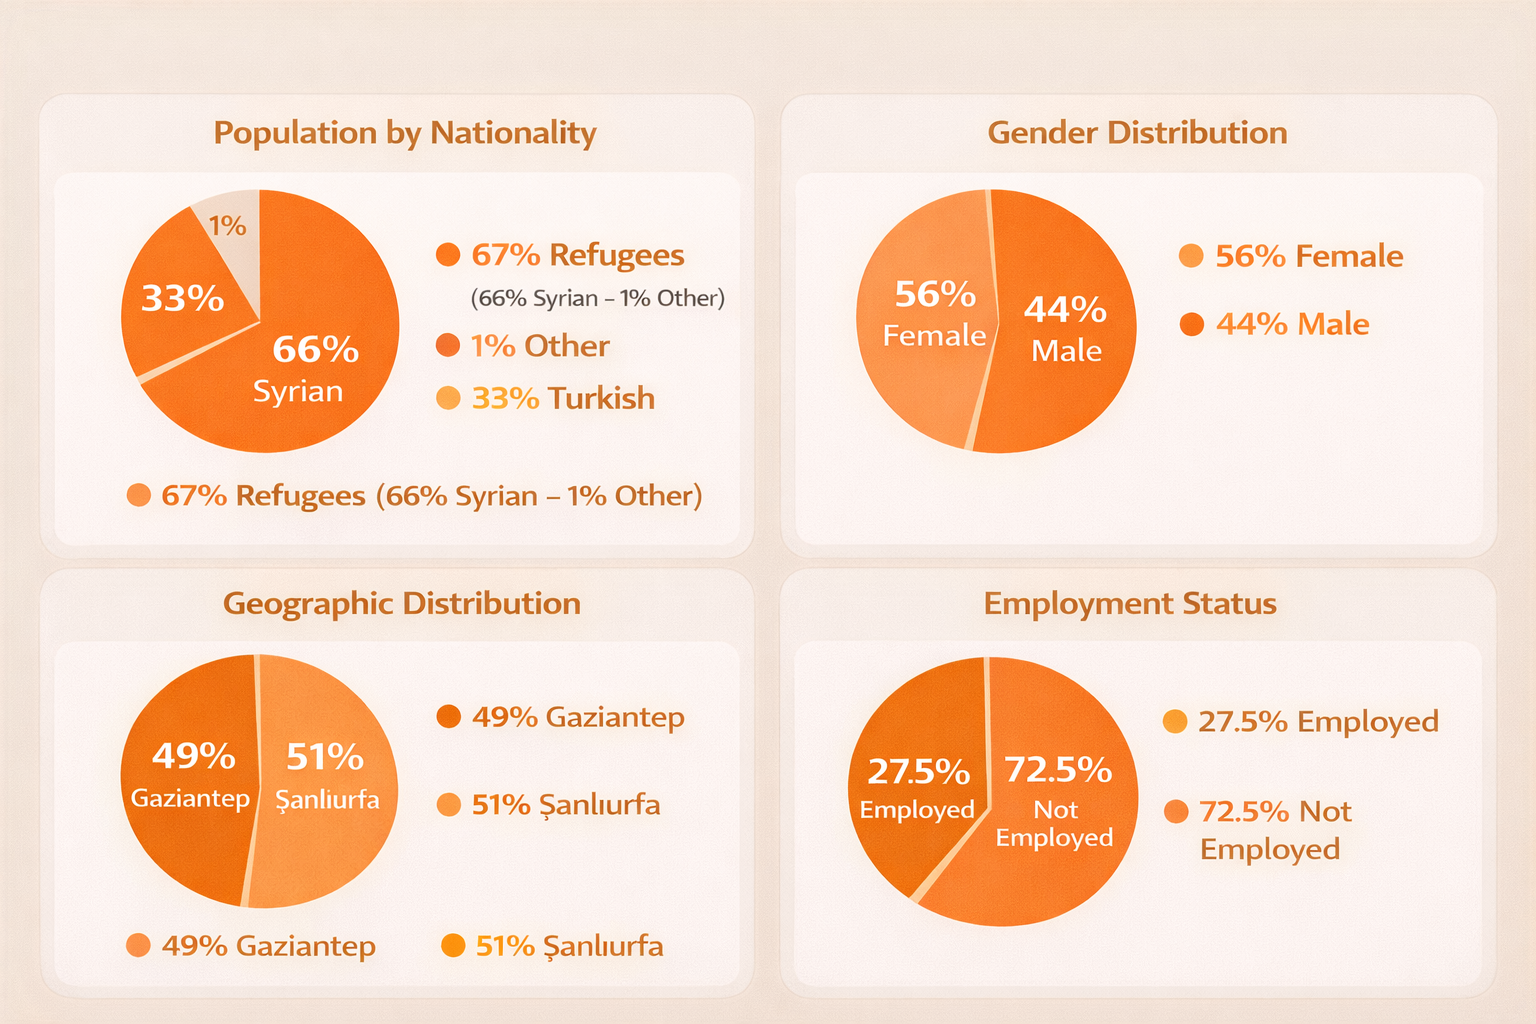 Population by Nationality
1%
33%
66%
Syrian
67% Refugees
(66% Syrian – 1% Other)
1% Other
33% Turkish
67% Refugees (66% Syrian – 1% Other)
Gender Distribution
56%
Female
44%
Male
56% Female
44% Male
Geographic Distribution
49%
Gaziantep
51%
Şanlıurfa
49% Gaziantep
51% Şanlıurfa
49% Gaziantep
51% Şanlıurfa
Employment Status
27.5%
Employed
72.5%
Not
Employed
27.5% Employed
72.5% Not
Employed